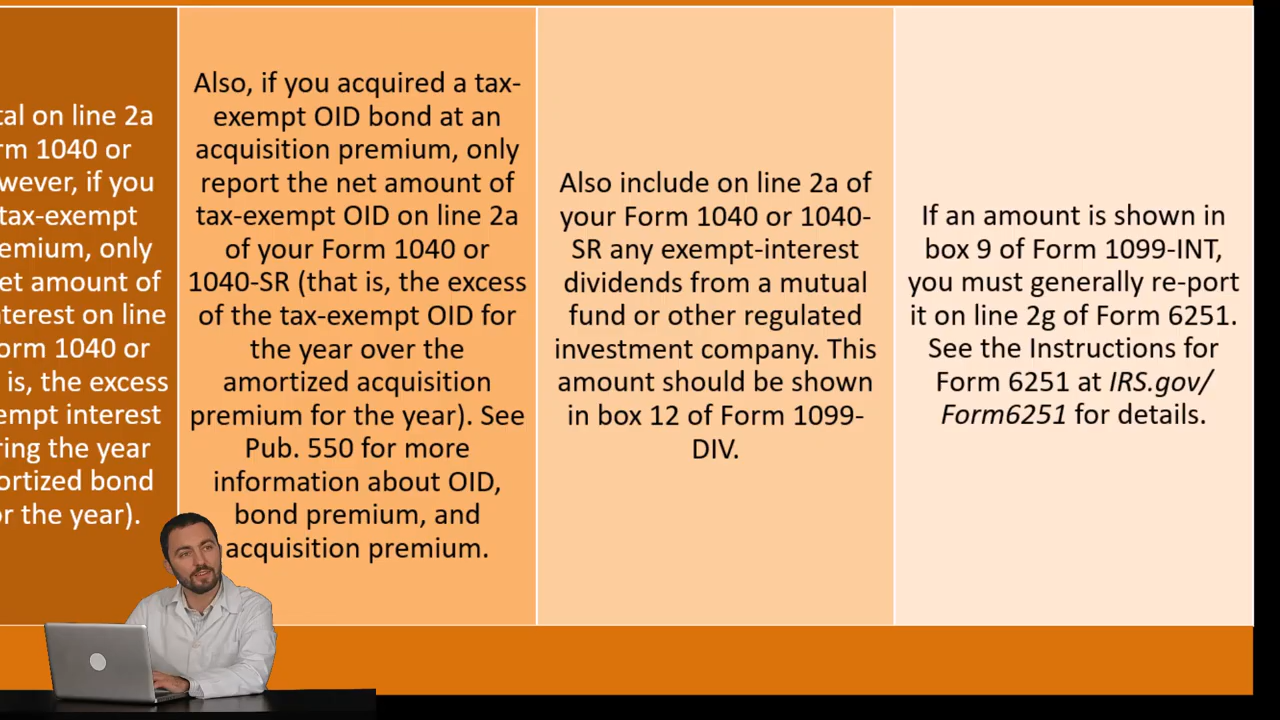 tal on line 2a
rm 1040 or
wever, if you
tax-exempt
emium, only
et amount of
terest on line
orm 1040 or
is, the excess
empt interest
ring the year
ortized bond
r the year).
Also, if you acquired a tax-
exempt OID bond at an
acquisition premium, only
report the net amount of
tax-exempt OID on line 2a
of your Form 1040 or
1040-SR (that is, the excess
of the tax-exempt OID for
the year over the
amortized acquisition
premium for the year). See
Pub. 550 for more
information about OID,
bond premium, and
acquisition premium.
Also include on line 2a of
your Form 1040 or 1040-
SR any exempt-interest
dividends from a mutual
fund or other regulated
investment company. This
amount should be shown
in box 12 of Form 1099-
DIV.
If an amount is shown in
box 9 of Form 1099-INT,
you must generally re-port
it on line 2g of Form 6251.
See the Instructions for
Form 6251 at IRS.gov/
Form6251 for details.